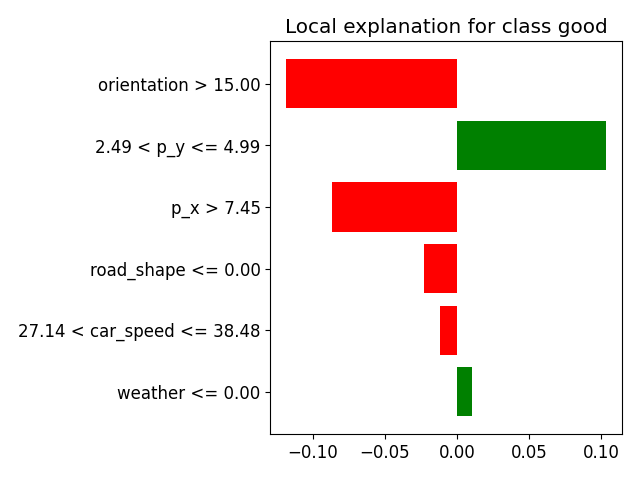 Local explanation for class good
orientation > 15.00
2.49 < p_y <= 4.99
p_x > 7.45
road_shape <= 0.00
27.14 < car_speed <= 38.48
weather <= 0.00
−0.10 −0.05 0.00 0.05 0.10